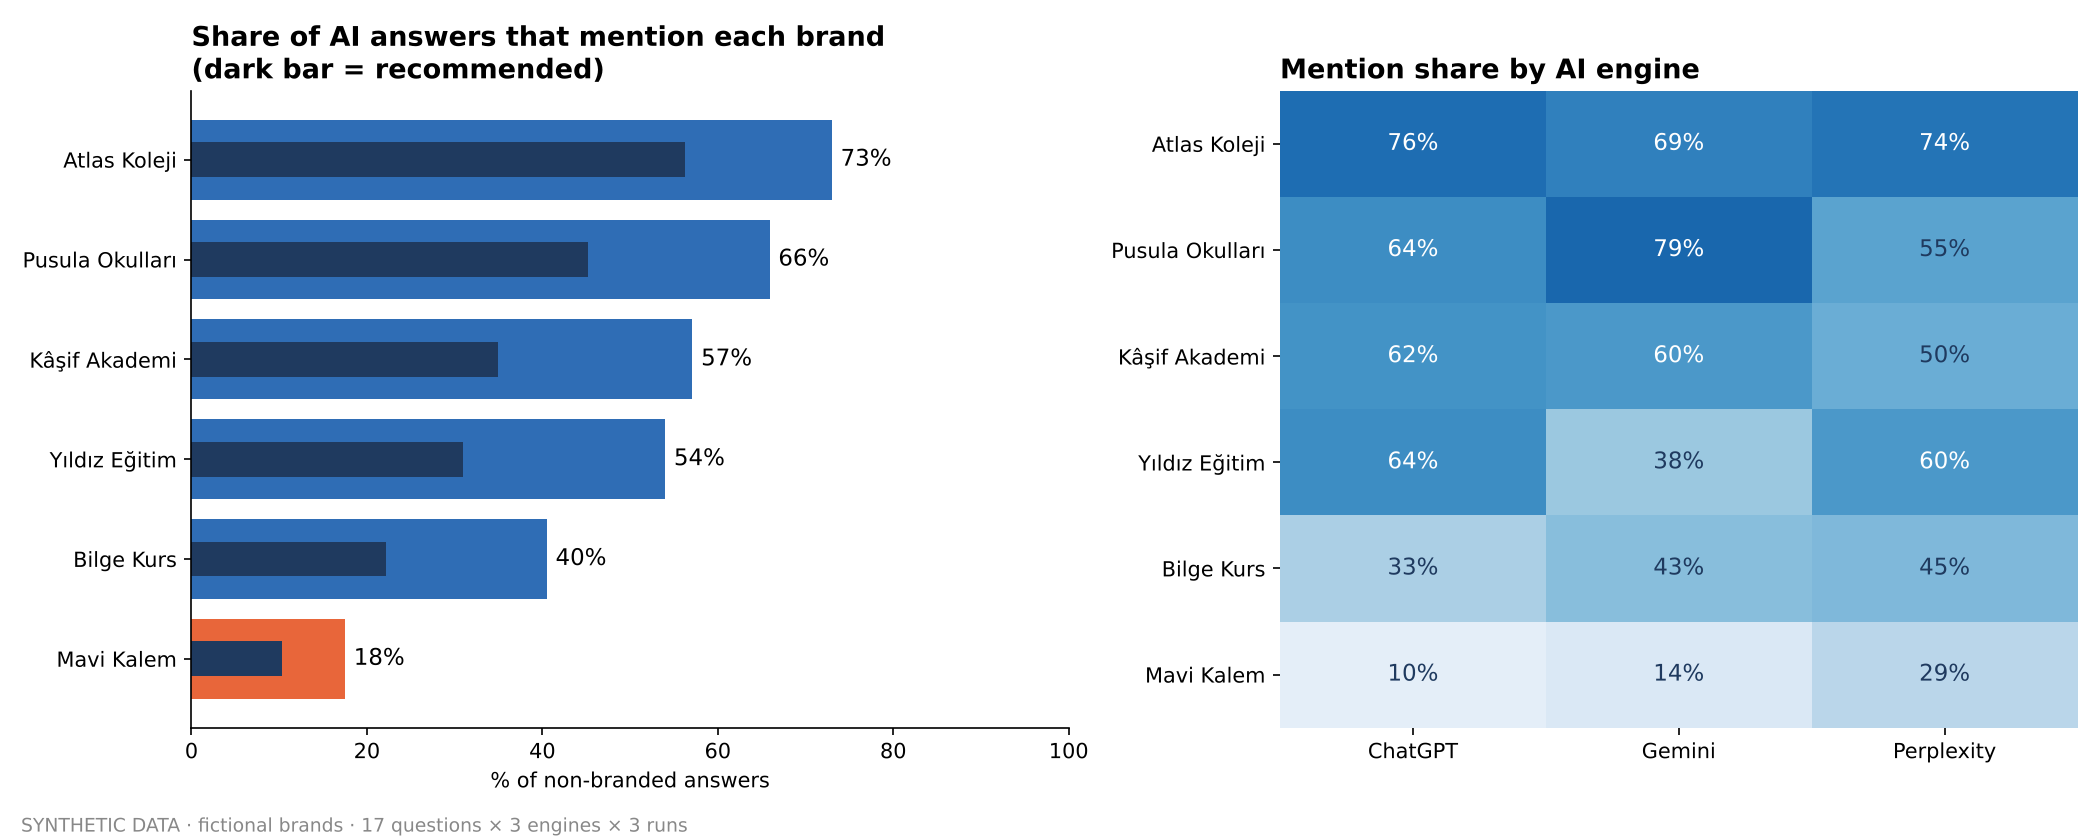 Share of AI answers that mention each brand
(dark bar = recommended)
Atlas Koleji
73%
Pusula Okulları
66%
Kâşif Akademi
57%
Yıldız Eğitim
54%
Bilge Kurs
40%
Mavi Kalem
18%
0 20 40 60 80 100
% of non-branded answers
Mention share by AI engine
Atlas Koleji 76% 69% 74%
Pusula Okulları 64% 79% 55%
Kâşif Akademi 62% 60% 50%
Yıldız Eğitim 64% 38% 60%
Bilge Kurs 33% 43% 45%
Mavi Kalem 10% 14% 29%
ChatGPT Gemini Perplexity
SYNTHETIC DATA · fictional brands · 17 questions × 3 engines × 3 runs